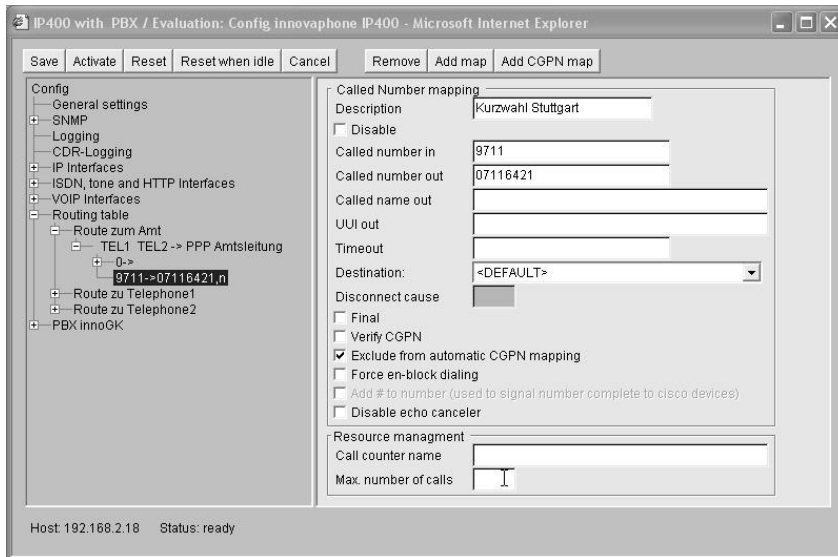 IP400 with PBX / Evaluation: Config innovaphone IP400 - Microsoft Internet Explorer
Save Activate Reset Reset when idle Cancel Remove Add map Add CGPN map
Config
General settings
SNMP
Logging
CDR-Logging
IP Interfaces
ISDN, tone and HTTP Interfaces
VOIP Interfaces
Routing table
Route zum Amt
TEL1 TEL2 -> PPP Amtsleitung
0->
9711->07116421,n
Route zu Telephone1
Route zu Telephone2
PBX innoGK
Called Number mapping
Description Kurzwahl Stuttgart
Disable
Called number in 9711
Called number out 07116421
Called name out
UUI out
Timeout
Destination: <DEFAULT>
Disconnect cause
Final
Verify CGPN
Exclude from automatic CGPN mapping
Force en-block dialing
Add # to number (used to signal number complete to cisco devices)
Disable echo canceler
Resource managment
Call counter name
Max. number of calls
Host: 192.168.2.18 Status: ready